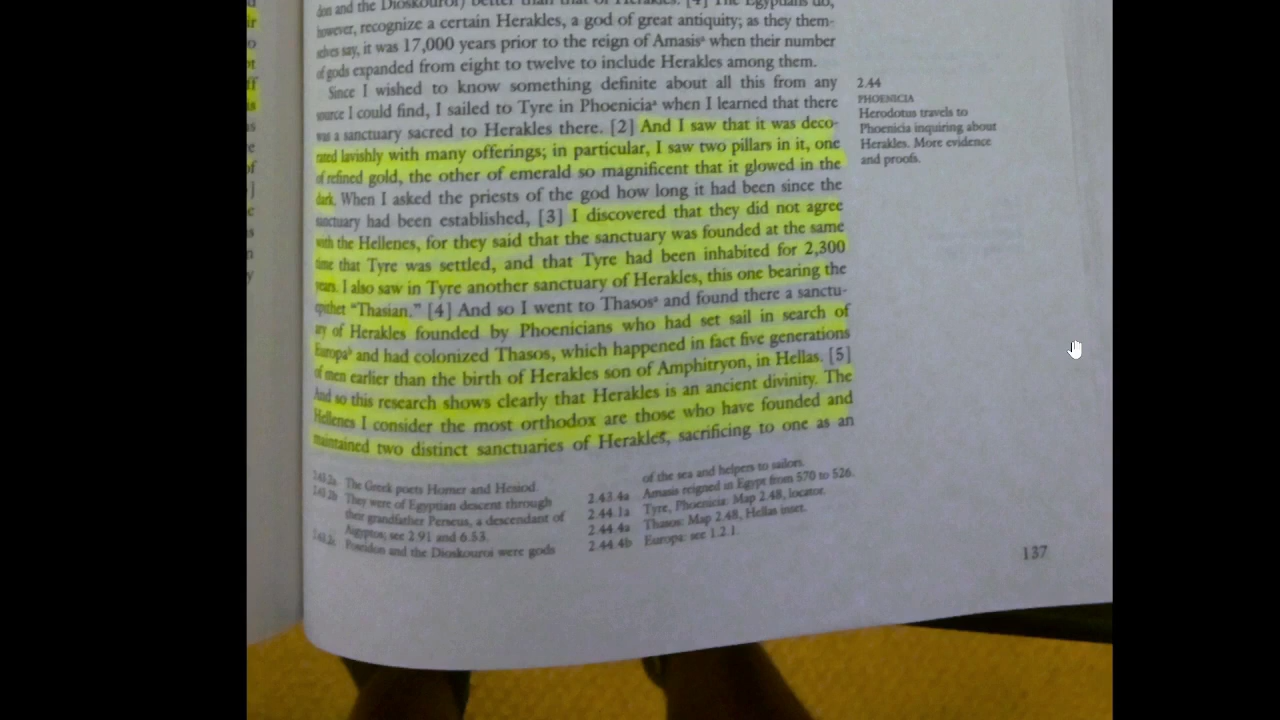 don and the Dioskouroi) better than that of Herakles. [4] The Egyptians do,
however, recognize a certain Herakles, a god of great antiquity; as they them-
selves say, it was 17,000 years prior to the reign of Amasisᵃ when their number
of gods expanded from eight to twelve to include Herakles among them.
Since I wished to know something definite about all this from any
source I could find, I sailed to Tyre in Phoeniciaᵃ when I learned that there
was a sanctuary sacred to Herakles there. [2] And I saw that it was deco-
rated lavishly with many offerings; in particular, I saw two pillars in it, one
of refined gold, the other of emerald so magnificent that it glowed in the
dark. When I asked the priests of the god how long it had been since the
sanctuary had been established, [3] I discovered that they did not agree
with the Hellenes, for they said that the sanctuary was founded at the same
time that Tyre was settled, and that Tyre had been inhabited for 2,300
years. I also saw in Tyre another sanctuary of Herakles, this one bearing the
epithet “Thasian.” [4] And so I went to Thasosᵃ and found there a sanctu-
ary of Herakles founded by Phoenicians who had set sail in search of
Europaᵇ and had colonized Thasos, which happened in fact five generations
of men earlier than the birth of Herakles son of Amphitryon, in Hellas. [5]
And so this research shows clearly that Herakles is an ancient divinity. The
Hellenes I consider the most orthodox are those who have founded and
maintained two distinct sanctuaries of Herakles, sacrificing to one as an
2.44
PHOENICIA
Herodotus travels to
Phoenicia inquiring about
Herakles. More evidence
and proofs.
The Greek poets Homer and Hesiod.
They were of Egyptian descent through
their grandfather Perseus, a descendant of
Aigyptos; see 2.91 and 6.53.
Poseidon and the Dioskouroi were gods
of the sea and helpers to sailors.
2.43.4a Amasis reigned in Egypt from 570 to 526.
2.44.1a Tyre, Phoenicia: Map 2.48, locator.
2.44.4a Thasos: Map 2.48, Hellas inset.
2.44.4b Europa: see 1.2.1.
137